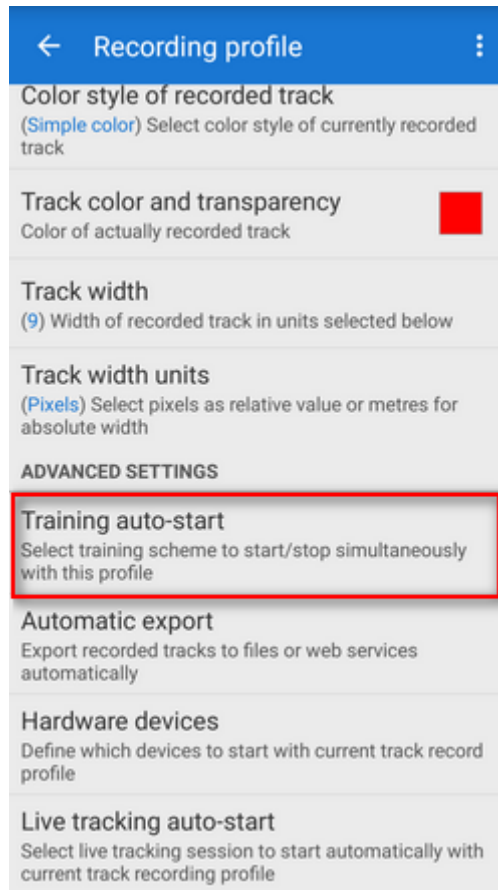 Recording profile
Color style of recorded track
(Simple color) Select color style of currently recorded
track
Track color and transparency
Color of actually recorded track
Track width
(9) Width of recorded track in units selected below
Track width units
(Pixels) Select pixels as relative value or metres for
absolute width
ADVANCED SETTINGS
Training auto-start
Select training scheme to start/stop simultaneously
with this profile
Automatic export
Export recorded tracks to files or web services
automatically
Hardware devices
Define which devices to start with current track record
profile
Live tracking auto-start
Select live tracking session to start automatically with
current track recording profile